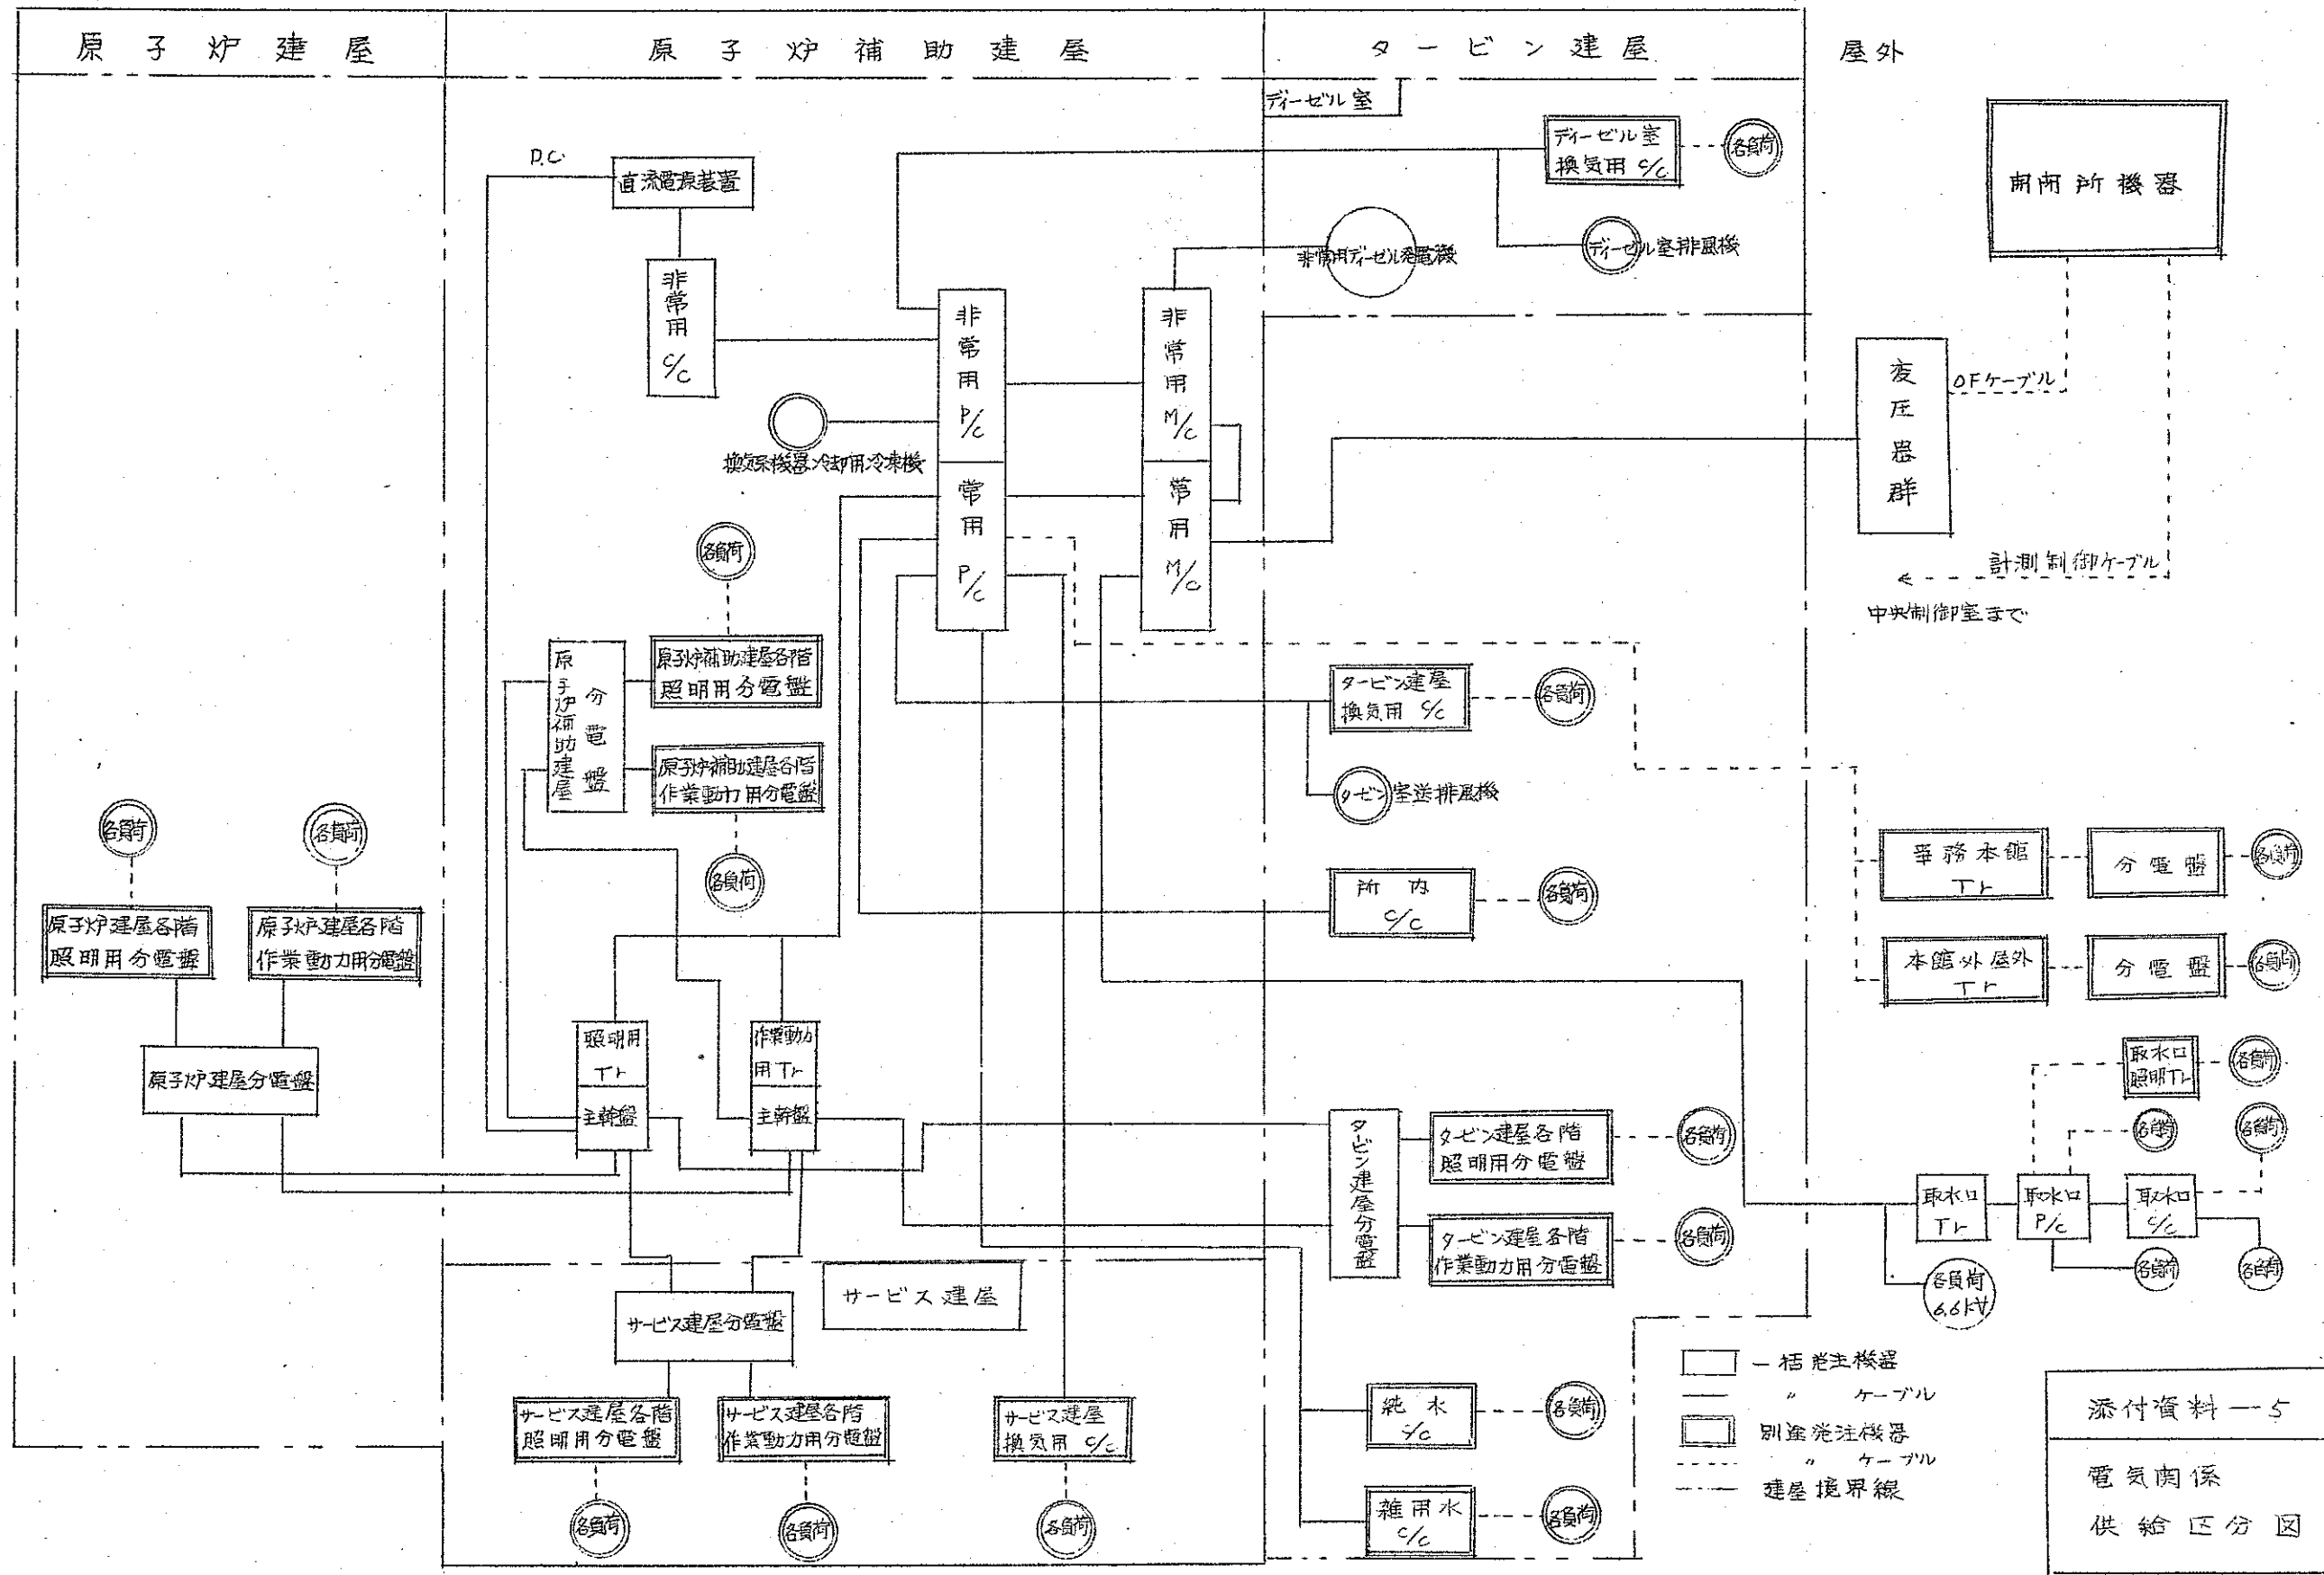 原子炉建屋
原子炉補助建屋
タービン建屋
屋外
ディーゼル室
D.C.
直流電源装置
非常用 C/C
換気系機器冷却用冷凍機
非常用 P/C
常用 P/C
非常用 M/C
常用 M/C
非常用ディーゼル発電機
ディーゼル室
換気用 C/C
各負荷
ディーゼル室排風機
開閉所機器
変圧器群
OFケーブル
計測制御ケーブル
中央制御室まで
各負荷
原子炉補助建屋
分電盤
原子炉補助建屋各階
照明用分電盤
原子炉補助建屋各階
作業動力用分電盤
各負荷
タービン建屋
換気用 C/C
各負荷
タービン室送排風機
所内
C/C
各負荷
各負荷
各負荷
原子炉建屋各階
照明用分電盤
原子炉建屋各階
作業動力用分電盤
原子炉建屋分電盤
照明用
Tr
主幹盤
作業動力
用Tr
主幹盤
事務本館
Tr
分電盤
各負荷
本館外屋外
Tr
分電盤
各負荷
取水口
照明Tr
各負荷
各負荷
各負荷
取水口
Tr
取水口
P/C
取水口
C/C
各負荷
6.6kV
各負荷
各負荷
タービン建屋分電盤
タービン建屋各階
照明用分電盤
各負荷
タービン建屋各階
作業動力用分電盤
各負荷
サービス建屋
サービス建屋分電盤
サービス建屋各階
照明用分電盤
サービス建屋各階
作業動力用分電盤
サービス建屋
換気用 C/C
各負荷
各負荷
各負荷
純水
C/C
各負荷
雑用水
C/C
各負荷
一括発主機器
〃 ケーブル
別途発注機器
〃 ケーブル
建屋境界線
添付資料－5
電気関係
供給区分図